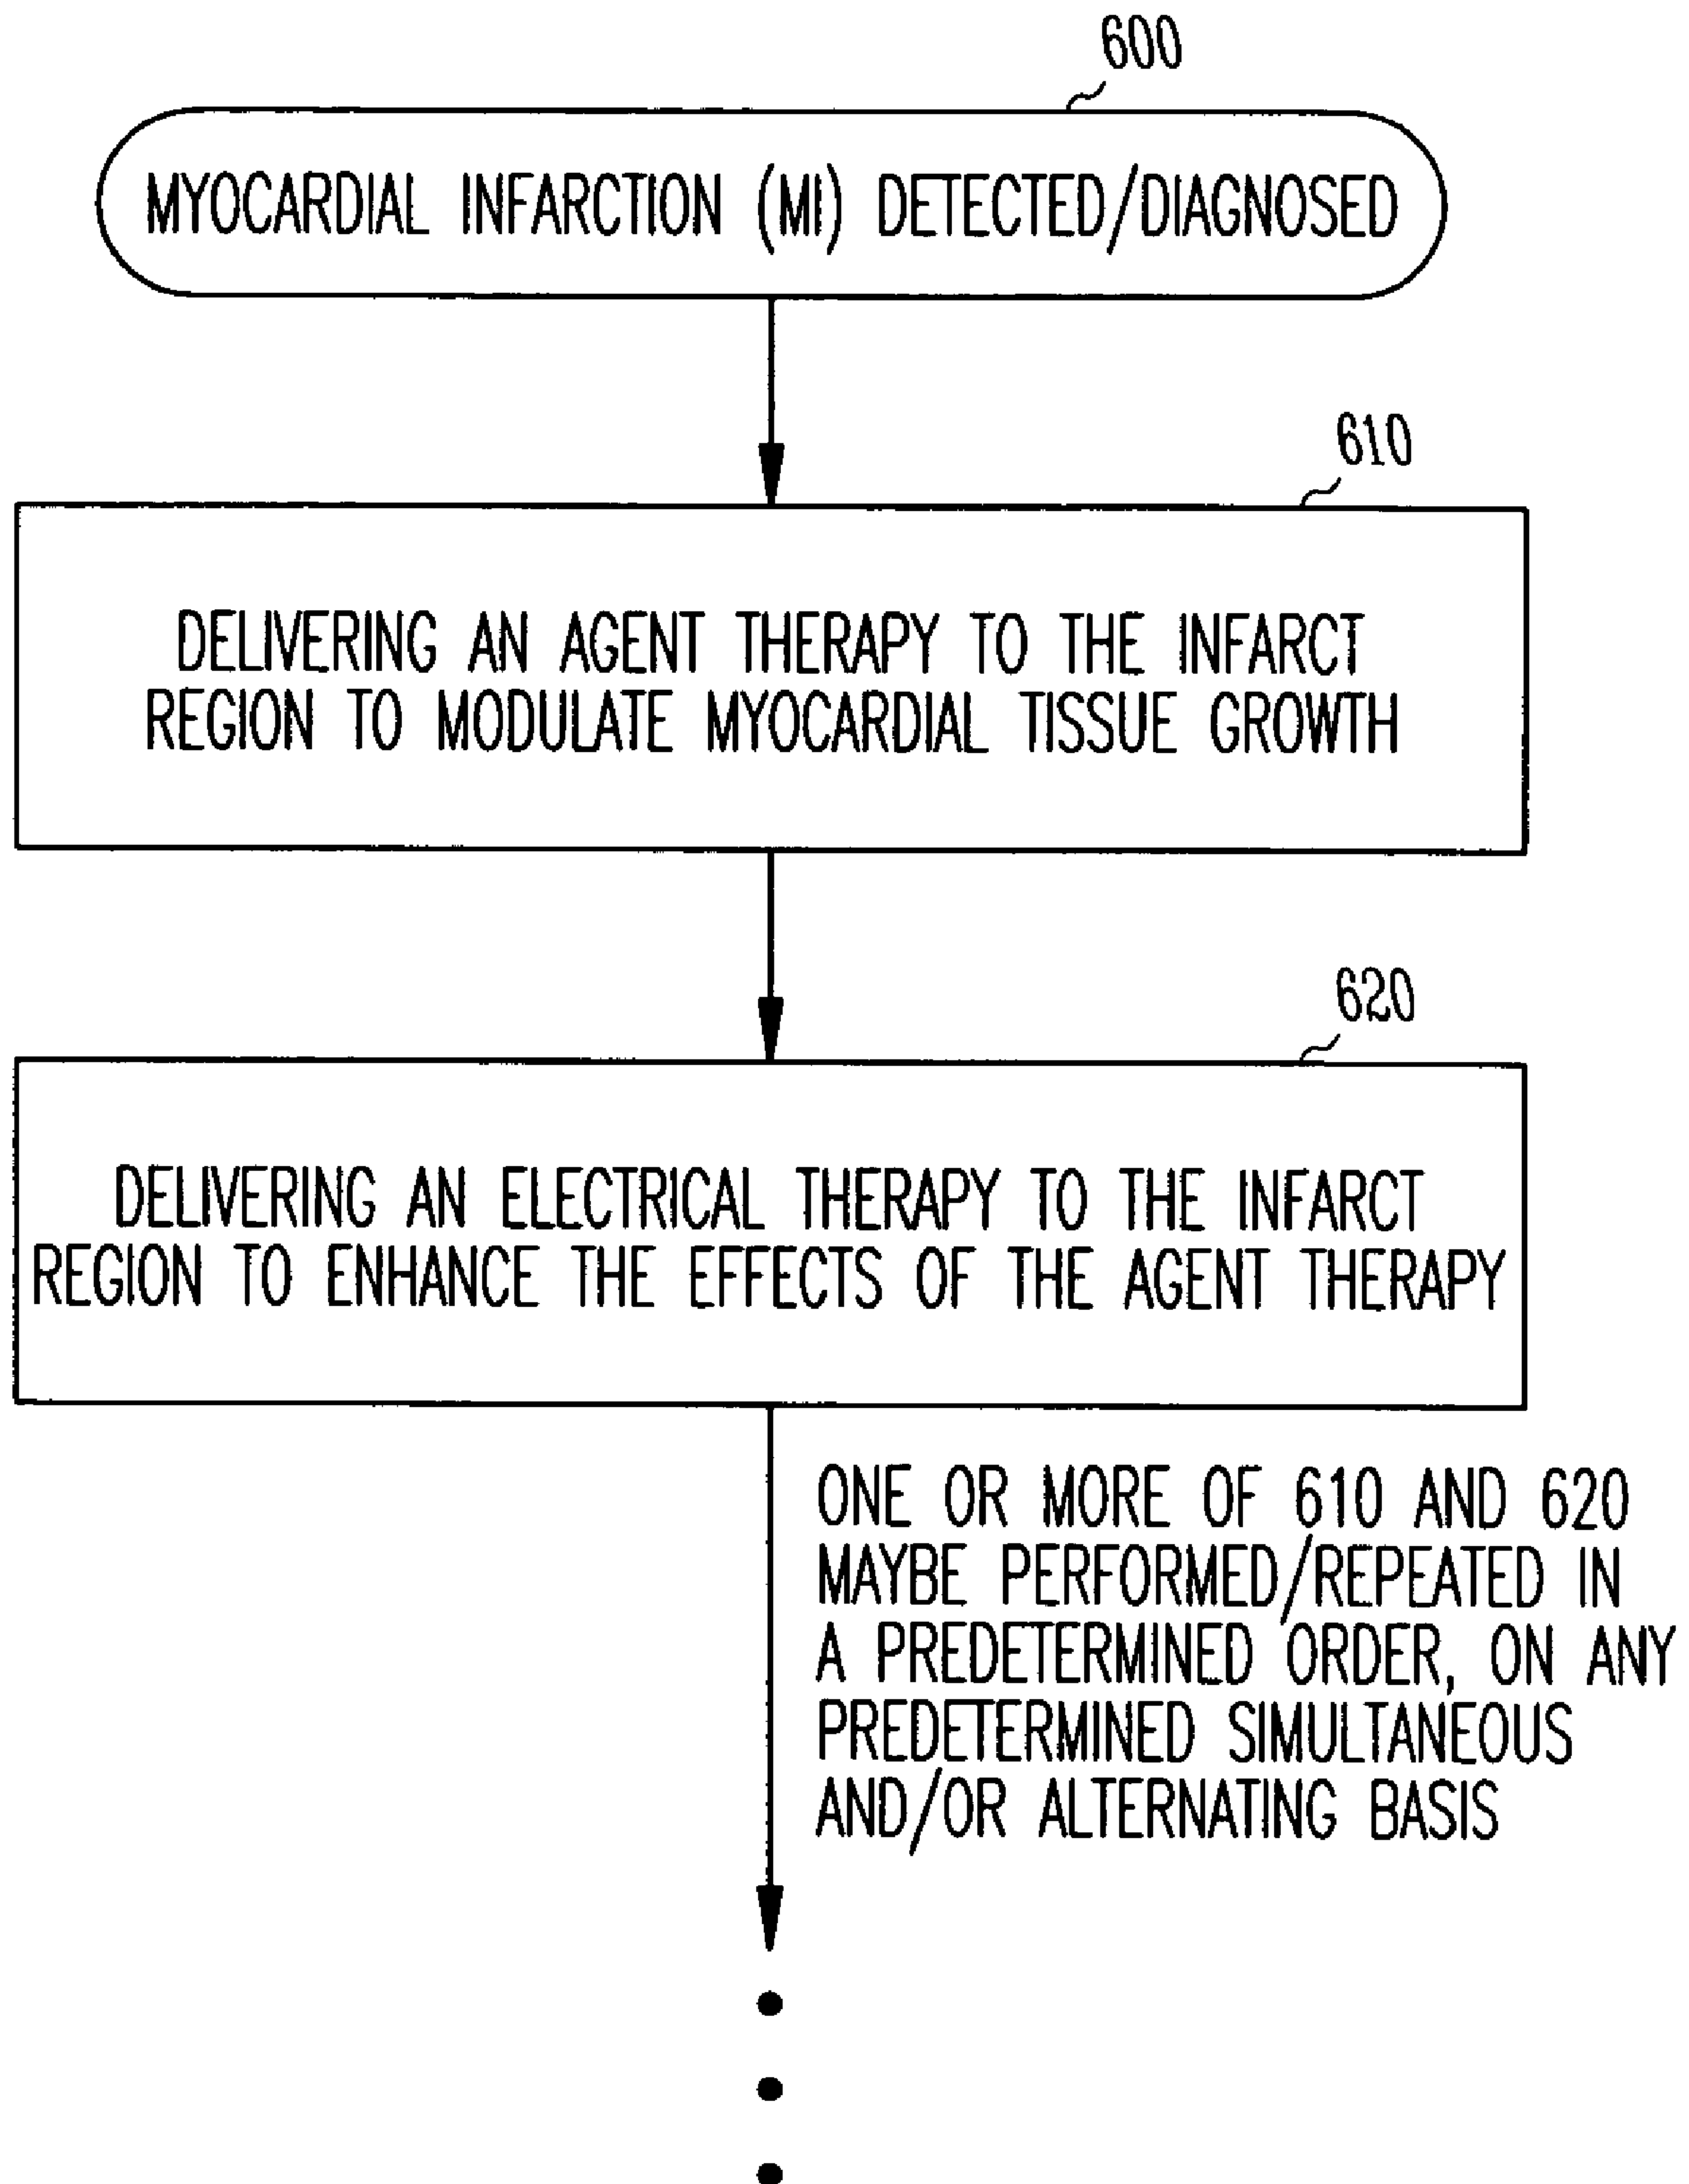 600
MYOCARDIAL INFARCTION (MI) DETECTED/DIAGNOSED
610
DELIVERING AN AGENT THERAPY TO THE INFARCT
REGION TO MODULATE MYOCARDIAL TISSUE GROWTH
620
DELIVERING AN ELECTRICAL THERAPY TO THE INFARCT
REGION TO ENHANCE THE EFFECTS OF THE AGENT THERAPY
ONE OR MORE OF 610 AND 620
MAYBE PERFORMED/REPEATED IN
A PREDETERMINED ORDER, ON ANY
PREDETERMINED SIMULTANEOUS
AND/OR ALTERNATING BASIS